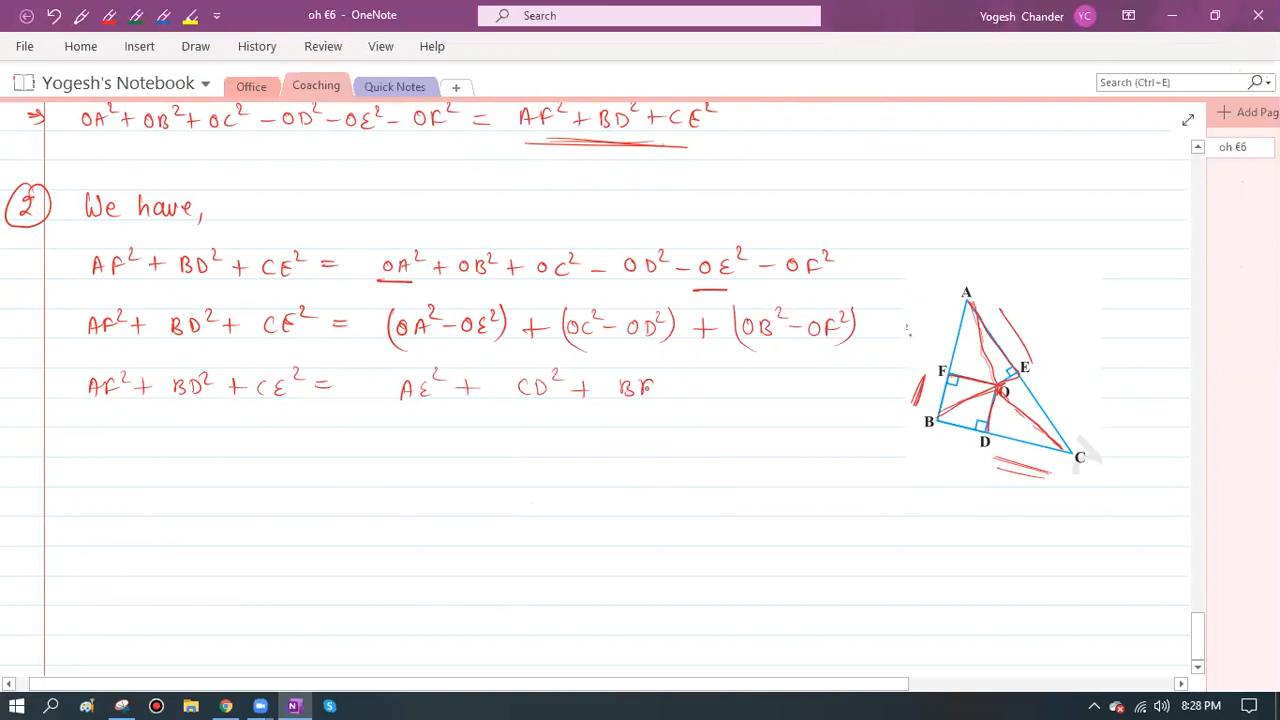 oh €6 - OneNote
Search
Yogesh Chander
YC
File Home Insert Draw History Review View Help
Yogesh's Notebook
Office
Coaching
Quick Notes
Search (Ctrl+E)
Add Pag
oh €6
⇒ OA² + OB² + OC² - OD² - OE² - OF² = AF² + BD² + CE²
② We have,
AF² + BD² + CE² = OA² + OB² + OC² - OD² - OE² - OF²
AF² + BD² + CE² = (OA² - OE²) + (OC² - OD²) + (OB² - OF²)
AF² + BD² + CE² = AE² + CD² + BF
A
F
E
O
B
D
C
8:28 PM